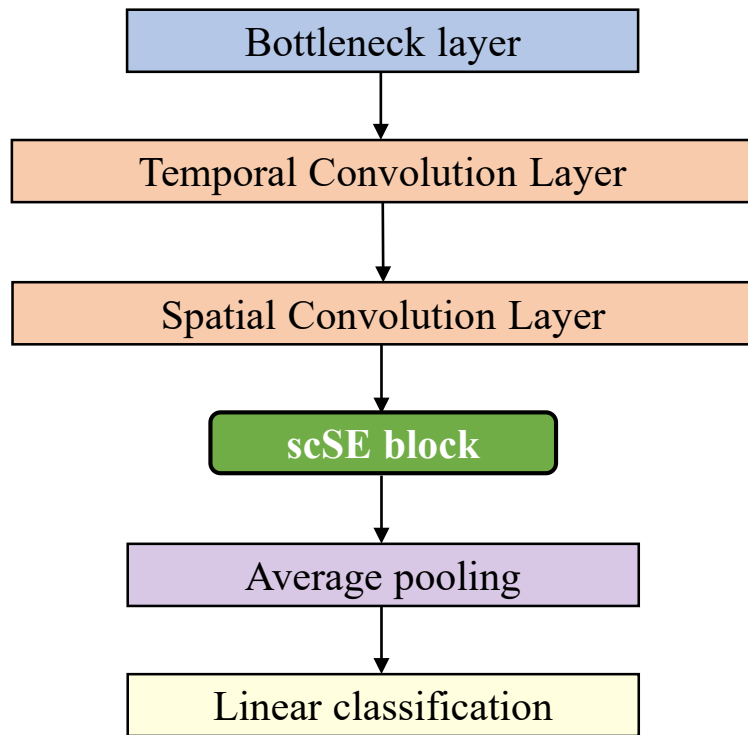 Bottleneck layer
Temporal Convolution Layer
Spatial Convolution Layer
scSE block
Average pooling
Linear classification